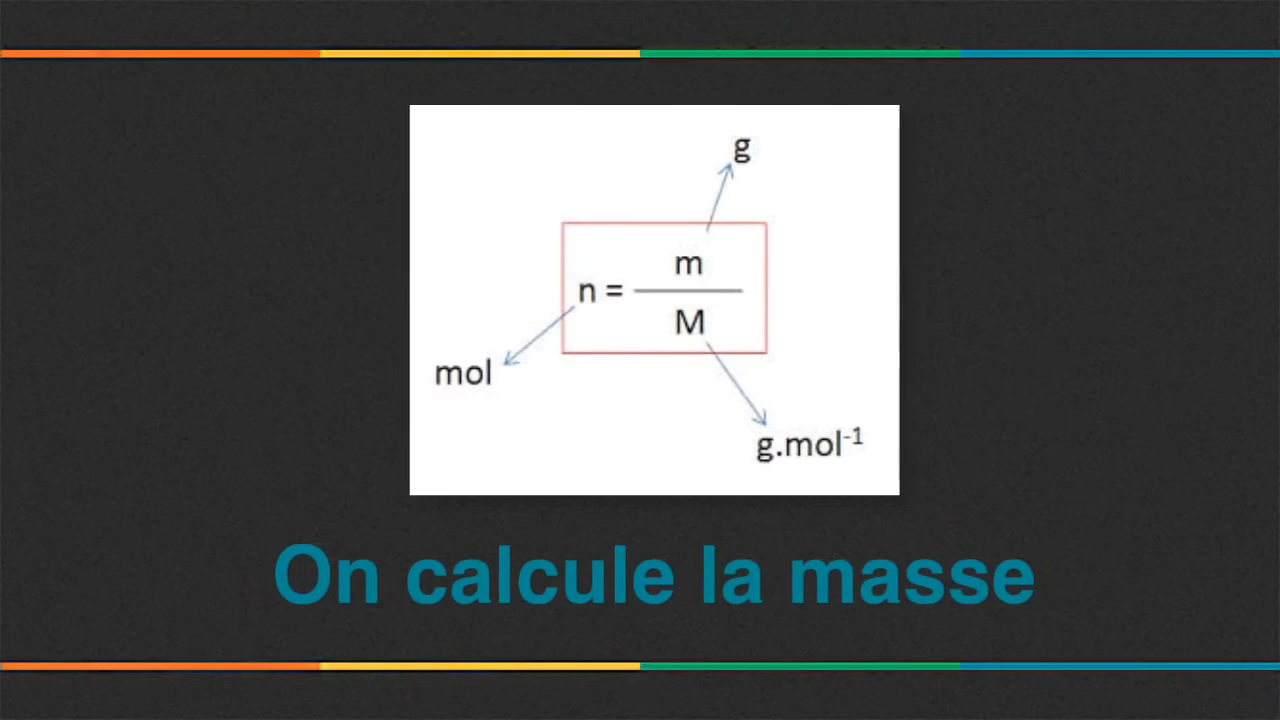 g
n = m / M
mol
g.mol⁻¹
On calcule la masse